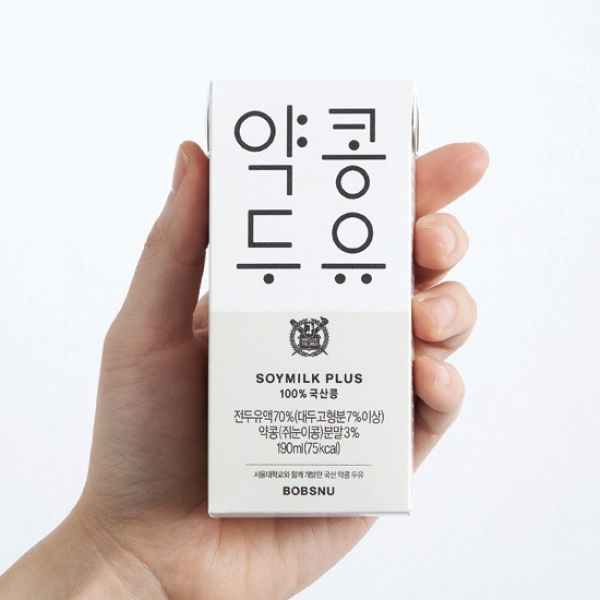 약콩
두유
SOYMILK PLUS
100% 국산콩
전두유액70%(대두고형분7%이상)
약콩(쥐눈이콩)분말3%
190ml(75kcal)
서울대학교와 함께 개발한 국산 약콩 두유
BOBSNU